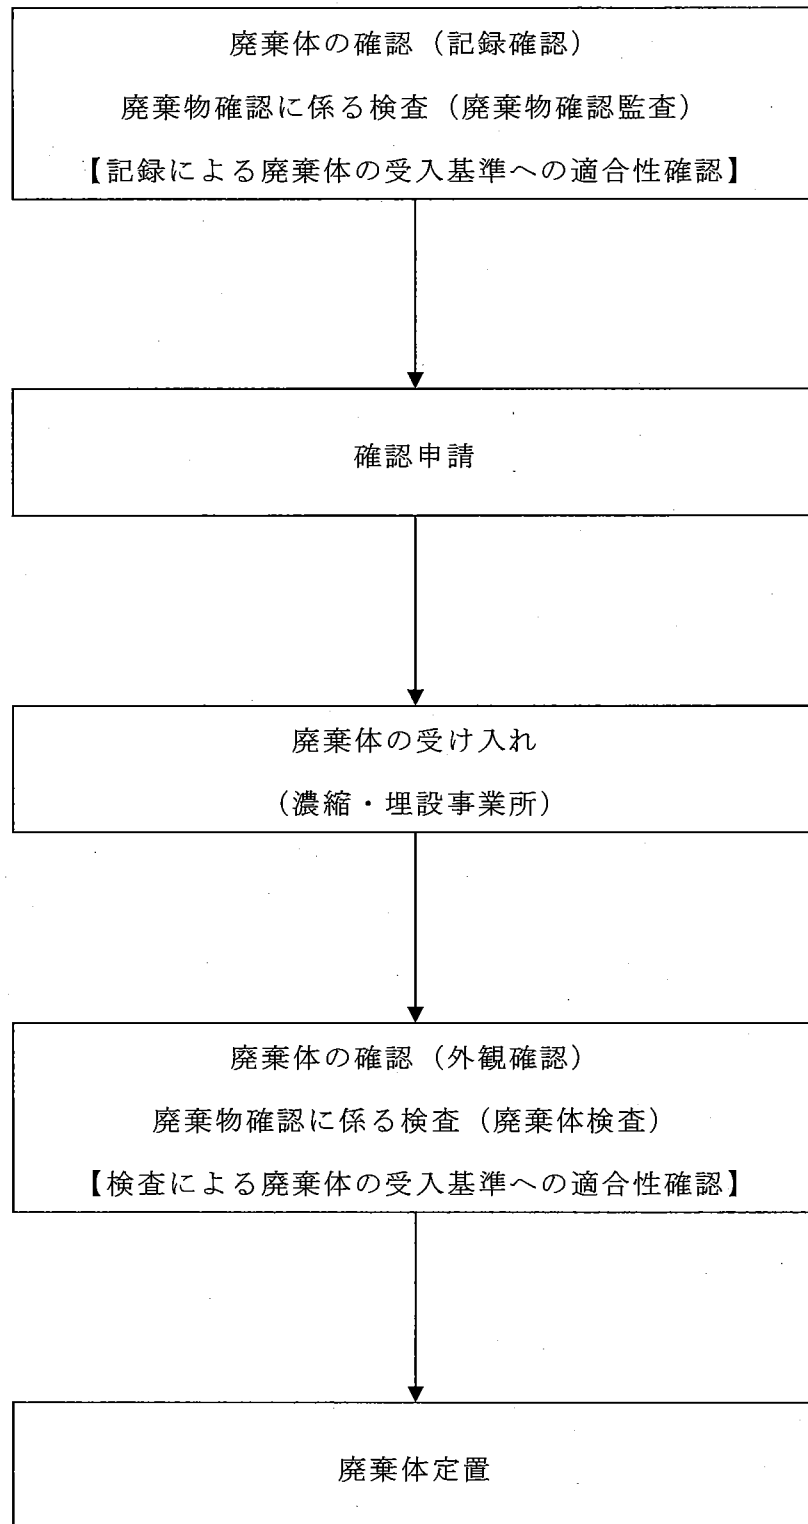 廃棄体の確認（記録確認）
廃棄物確認に係る検査（廃棄物確認監査）
【記録による廃棄体の受入基準への適合性確認】
確認申請
廃棄体の受け入れ
（濃縮・埋設事業所）
廃棄体の確認（外観確認）
廃棄物確認に係る検査（廃棄体検査）
【検査による廃棄体の受入基準への適合性確認】
廃棄体定置